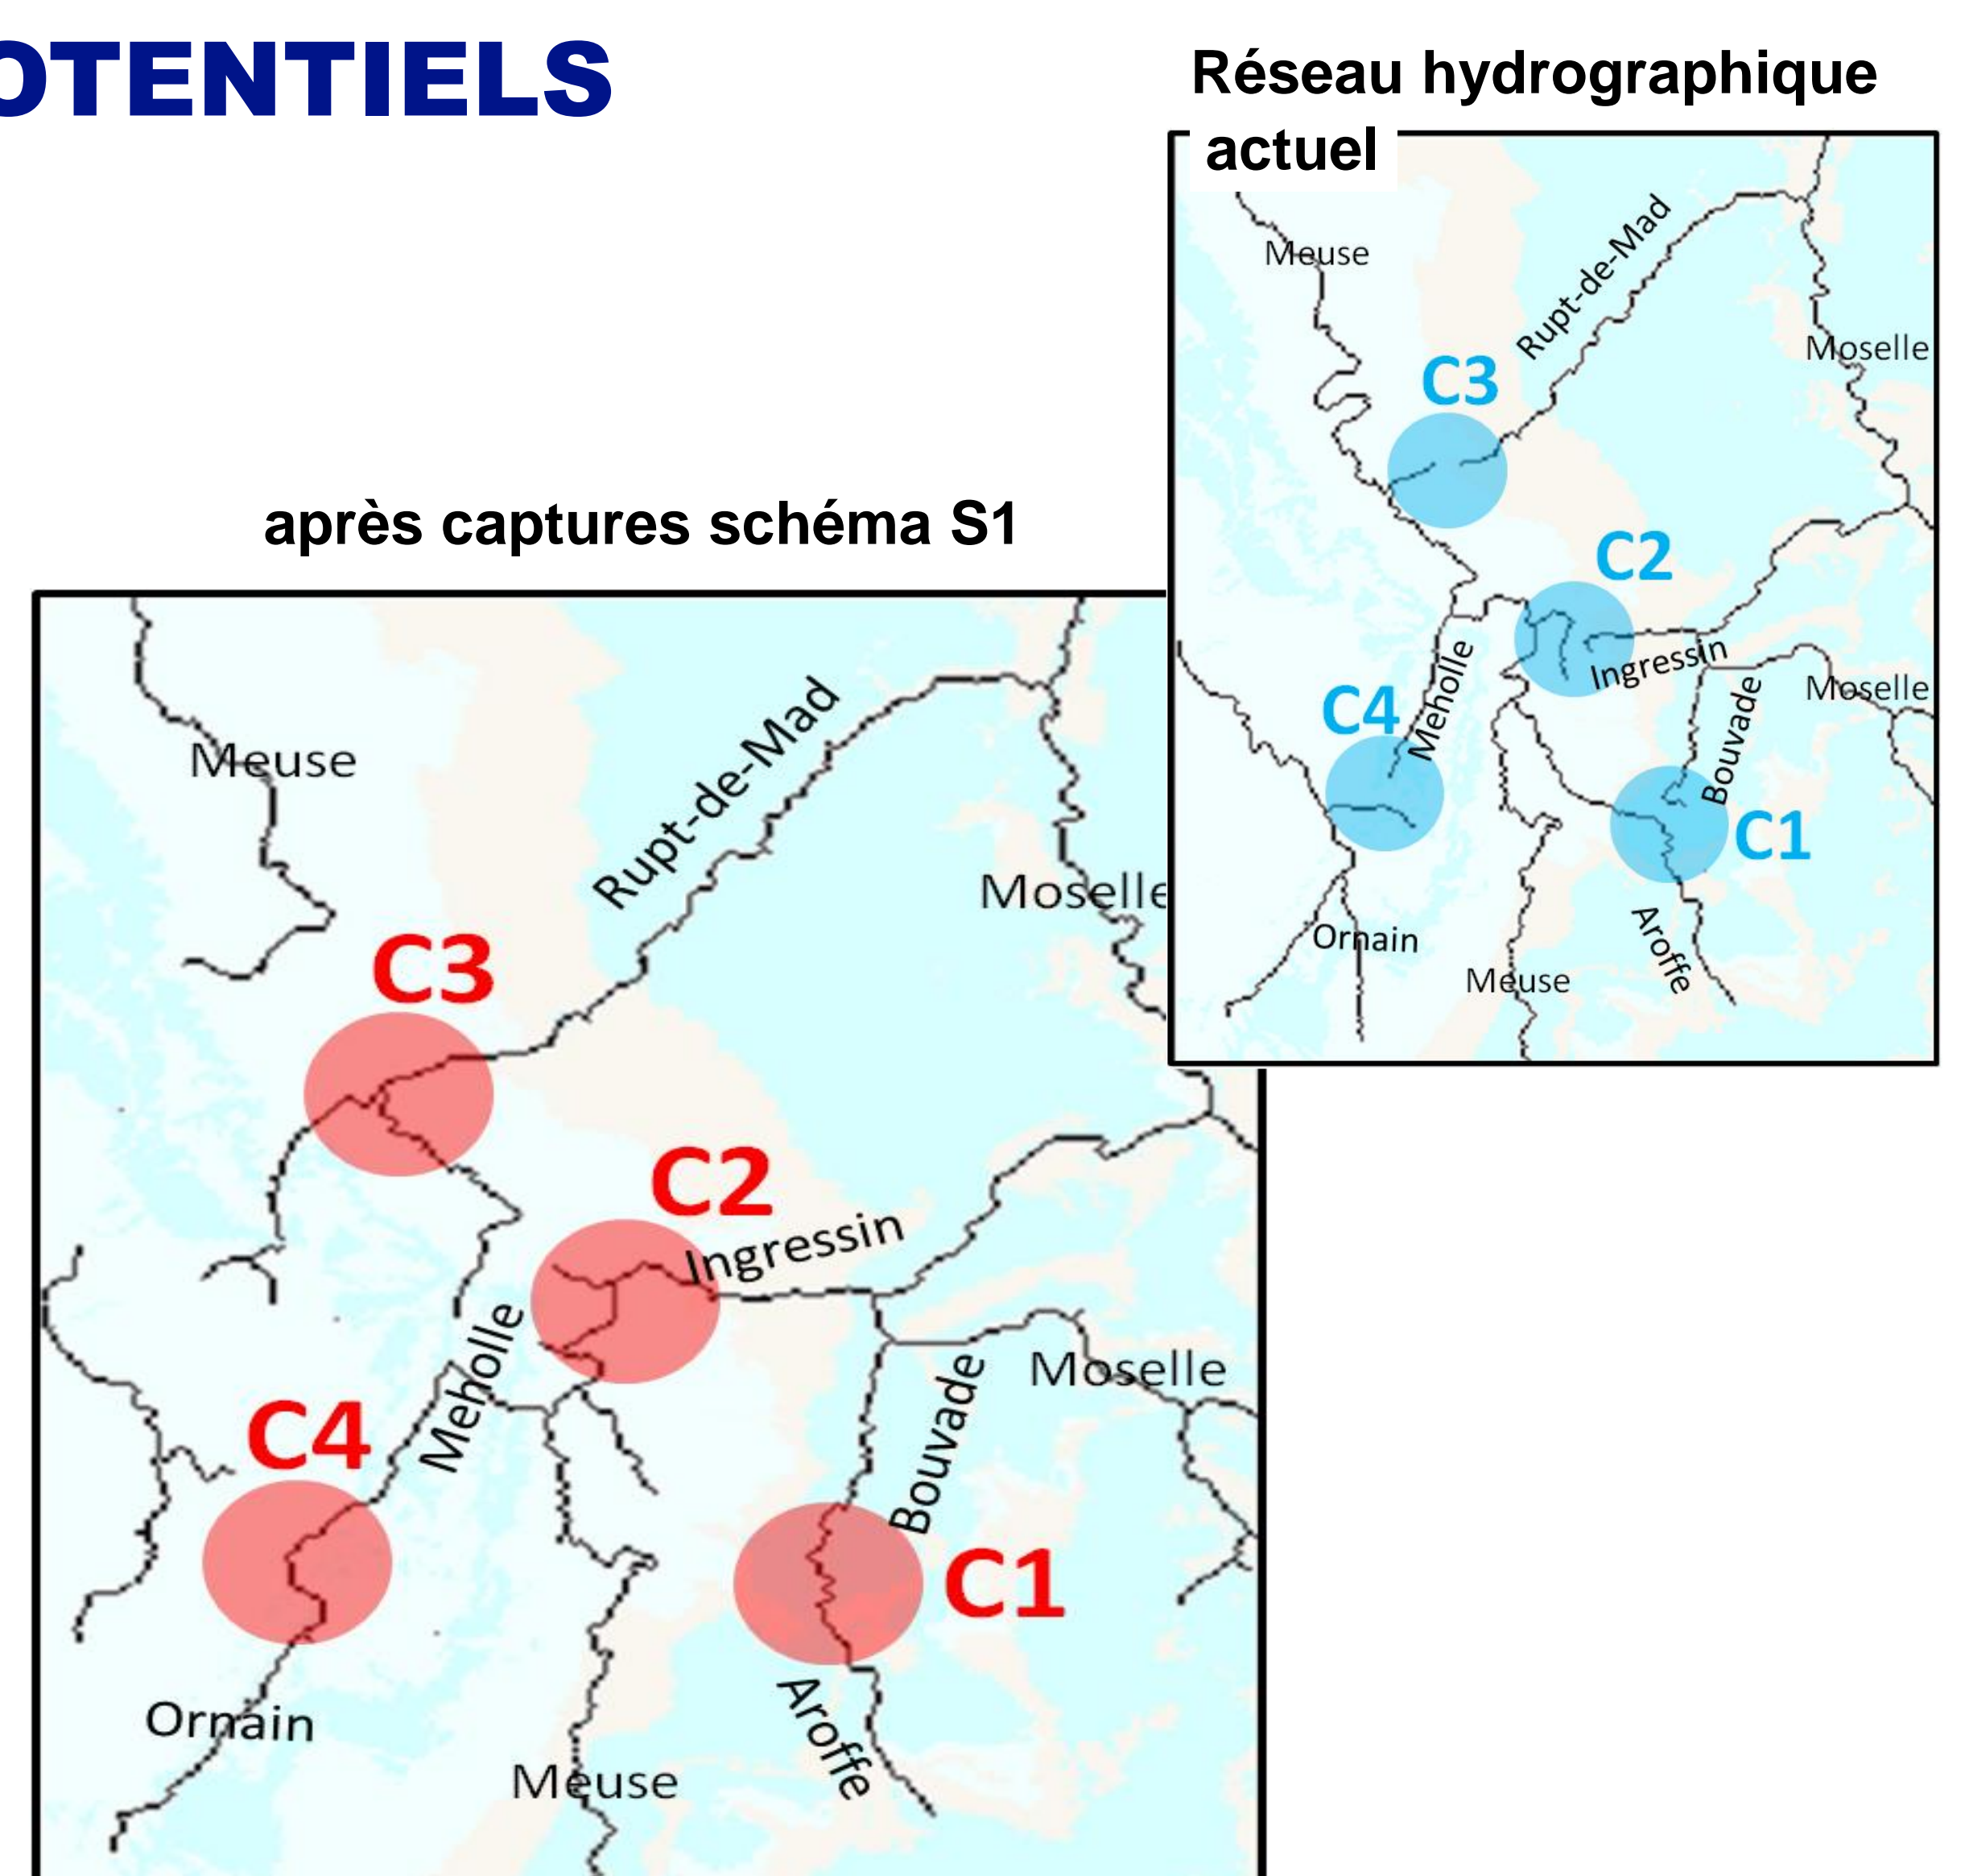 OTENTIELS
Réseau hydrographique
actuel
Meuse
Rupt-de-Mad
Moselle
C3
C2
Ingressin
Meholle
C4
Moselle
Bouvade
C1
Ornain
Aroffe
Meuse
après captures schéma S1
Meuse
Rupt-de-Mad
Moselle
C3
C2
Ingressin
Meholle
Moselle
Bouvade
C4
C1
Ornain
Aroffe
Meuse